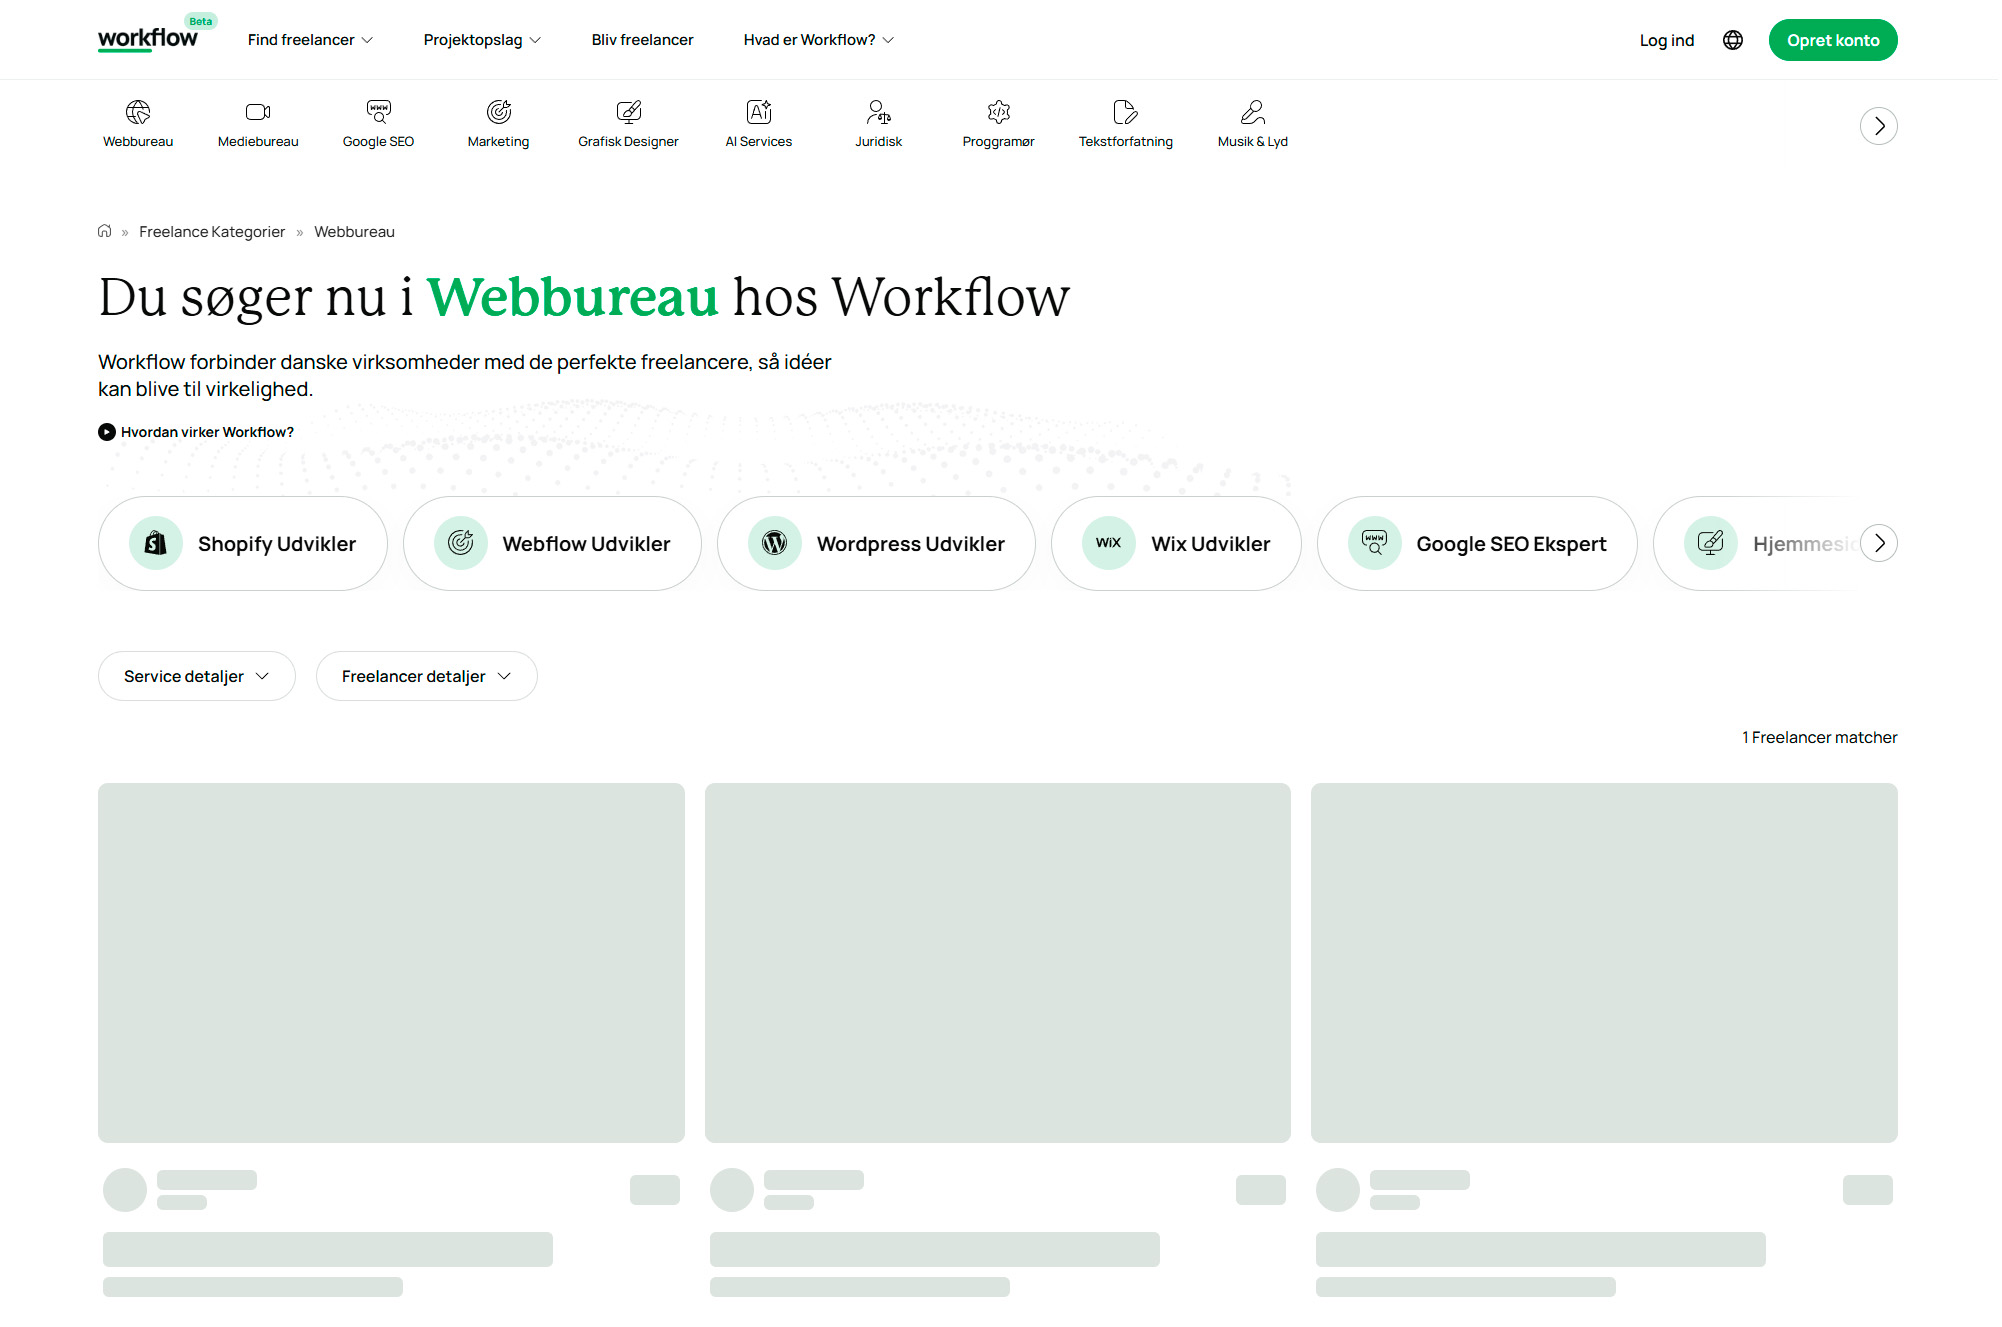 workflow
Beta
Find freelancer
Projektopslag
Bliv freelancer
Hvad er Workflow?
Log ind
Opret konto
Webbureau
Mediebureau
Google SEO
Marketing
Grafisk Designer
AI Services
Juridisk
Proggramør
Tekstforfatning
Musik & Lyd
» Freelance Kategorier » Webbureau
Du søger nu i Webbureau hos Workflow
Workflow forbinder danske virksomheder med de perfekte freelancere, så idéer
kan blive til virkelighed.
Hvordan virker Workflow?
Shopify Udvikler
Webflow Udvikler
Wordpress Udvikler
WiX
Wix Udvikler
Google SEO Ekspert
Service detaljer
Freelancer detaljer
1 Freelancer matcher